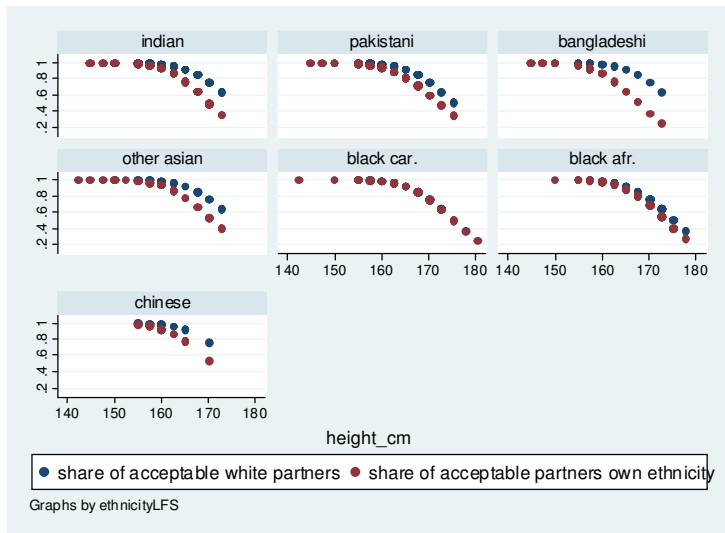 indian pakistani bangladeshi
.2 .4 .6 .8 1
other asian black car. black afr.
.2 .4 .6 .8 1
140 150 160 170 180 140 150 160 170 180
chinese
.2 .4 .6 .8 1
140 150 160 170 180
height_cm
share of acceptable white partners share of acceptable partners own ethnicity
Graphs by ethnicityLFS